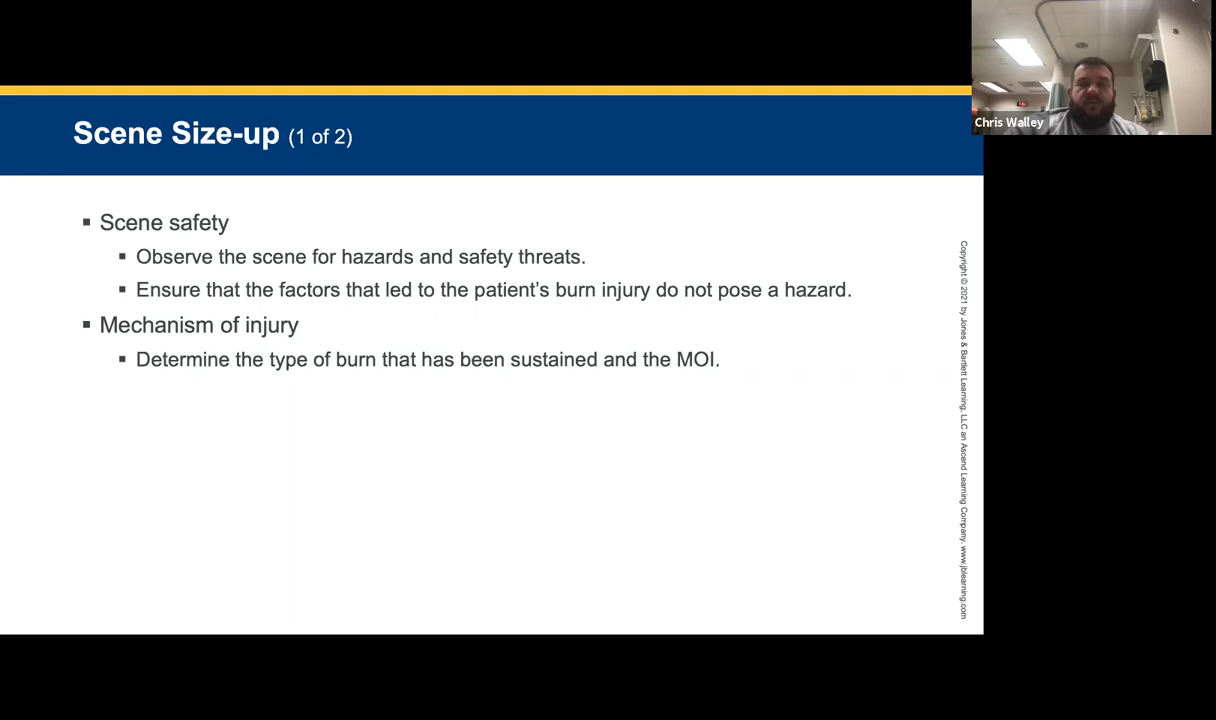 Scene Size-up (1 of 2)
Chris Walley
▪ Scene safety
▪ Observe the scene for hazards and safety threats.
▪ Ensure that the factors that led to the patient’s burn injury do not pose a hazard.
▪ Mechanism of injury
▪ Determine the type of burn that has been sustained and the MOI.
Copyright © 2021 by Jones & Bartlett Learning, LLC an Ascend Learning Company. www.jblearning.com